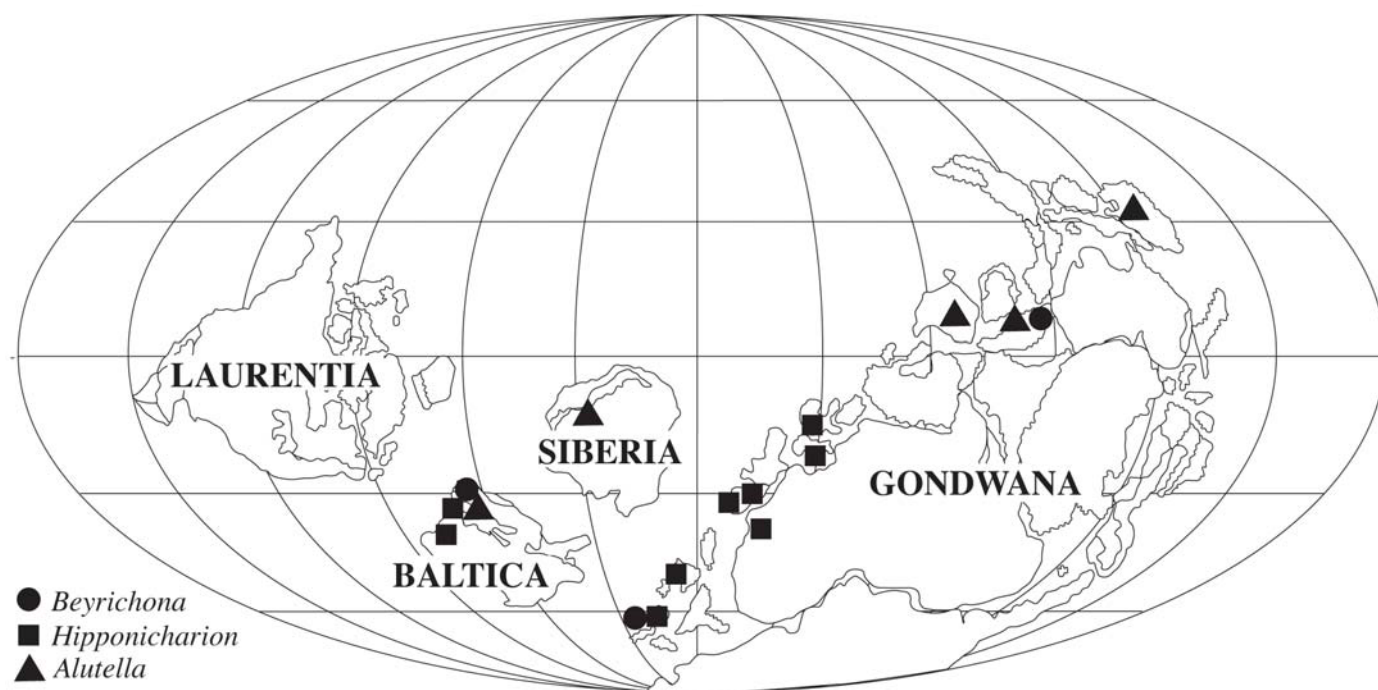 LAURENTIA
SIBERIA
GONDWANA
BALTICA
Beyrichona
Hipponicharion
Alutella